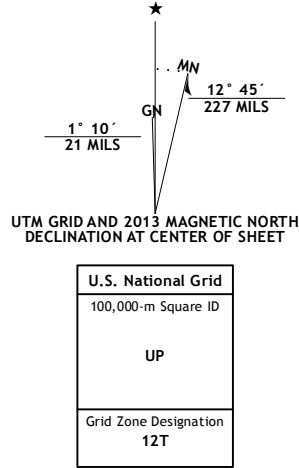 ★
MN
GN
12° 45´
227 MILS
1° 10´
21 MILS
UTM GRID AND 2013 MAGNETIC NORTH
DECLINATION AT CENTER OF SHEET
U.S. National Grid
100,000-m Square ID
UP
Grid Zone Designation
12T